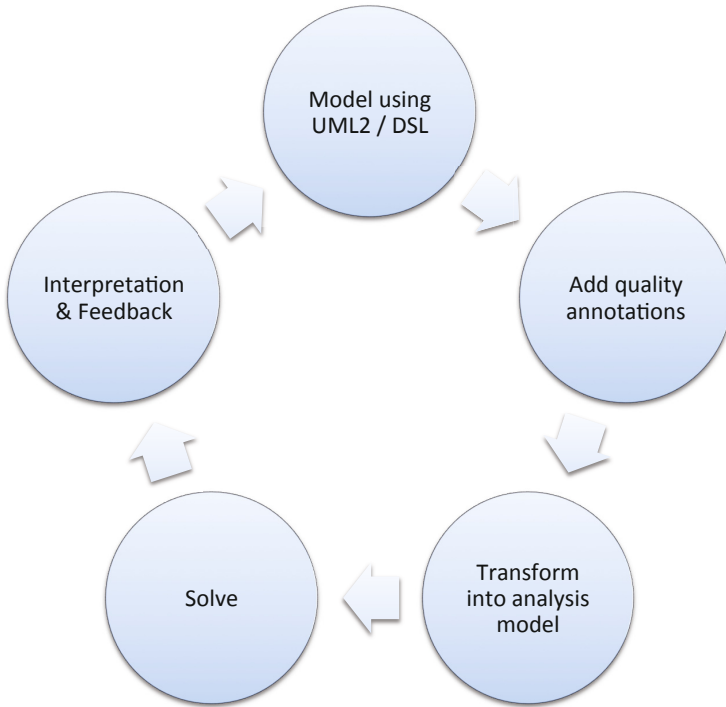 Model using
UML2 / DSL
Add quality
annotations
Transform
into analysis
model
Solve
Interpretation
& Feedback